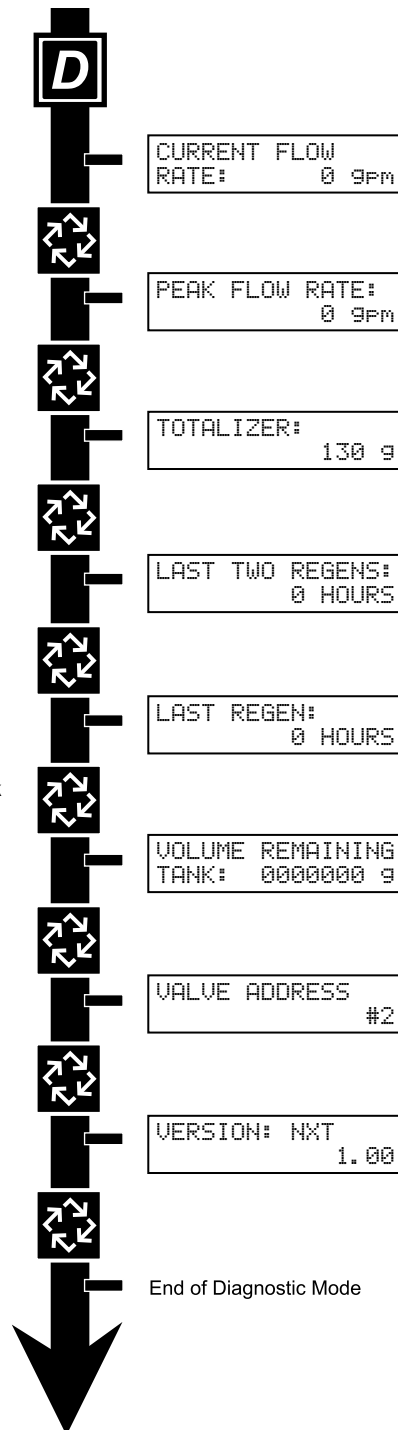 D
CURRENT FLOW
RATE: 0 gpm
PEAK FLOW RATE:
0 gpm
TOTALIZER:
130 g
LAST TWO REGENS:
0 HOURS
LAST REGEN:
0 HOURS
VOLUME REMAINING
TANK: 0000000 g
VALVE ADDRESS
#2
VERSION: NXT
1.00
End of Diagnostic Mode